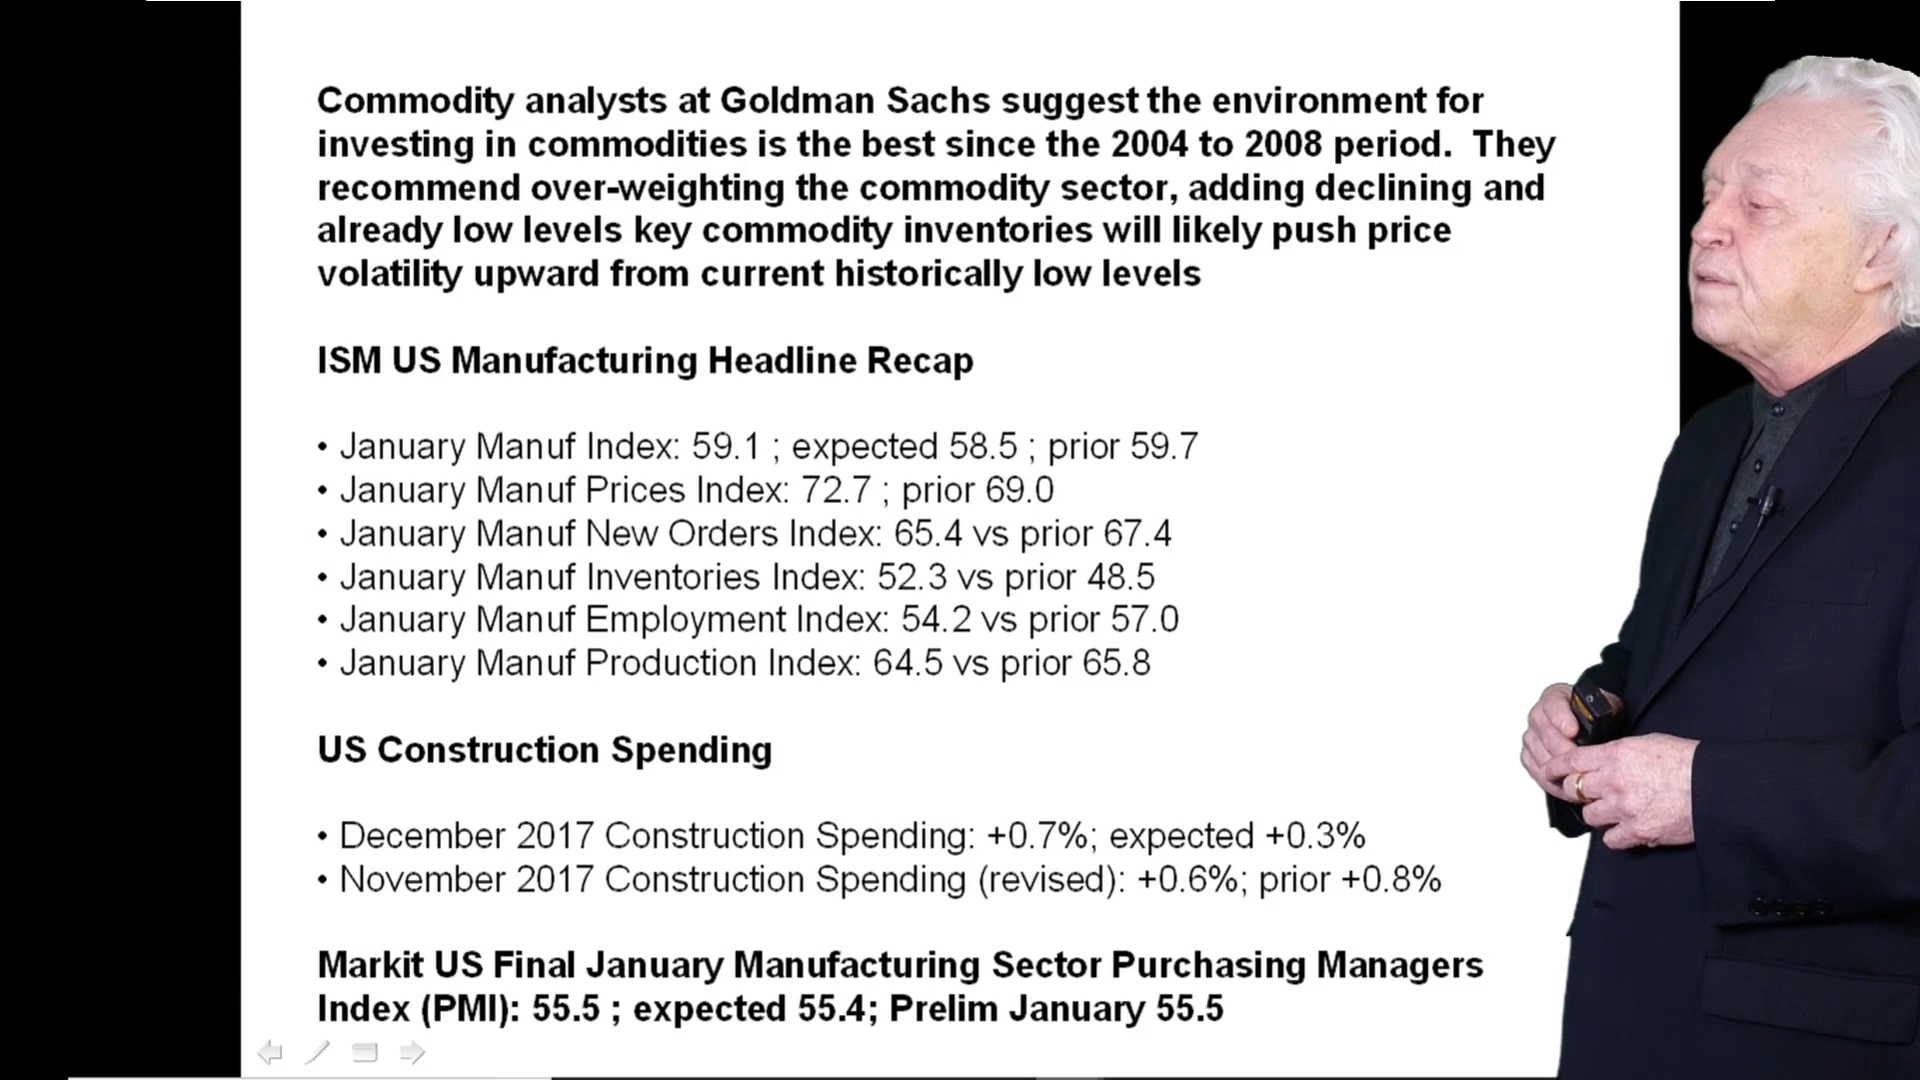 Commodity analysts at Goldman Sachs suggest the environment for
investing in commodities is the best since the 2004 to 2008 period.  They
recommend over-weighting the commodity sector, adding declining and
already low levels key commodity inventories will likely push price
volatility upward from current historically low levels
ISM US Manufacturing Headline Recap
• January Manuf Index: 59.1 ; expected 58.5 ; prior 59.7
• January Manuf Prices Index: 72.7 ; prior 69.0
• January Manuf New Orders Index: 65.4 vs prior 67.4
• January Manuf Inventories Index: 52.3 vs prior 48.5
• January Manuf Employment Index: 54.2 vs prior 57.0
• January Manuf Production Index: 64.5 vs prior 65.8
US Construction Spending
• December 2017 Construction Spending: +0.7%; expected +0.3%
• November 2017 Construction Spending (revised): +0.6%; prior +0.8%
Markit US Final January Manufacturing Sector Purchasing Managers
Index (PMI): 55.5 ; expected 55.4; Prelim January 55.5